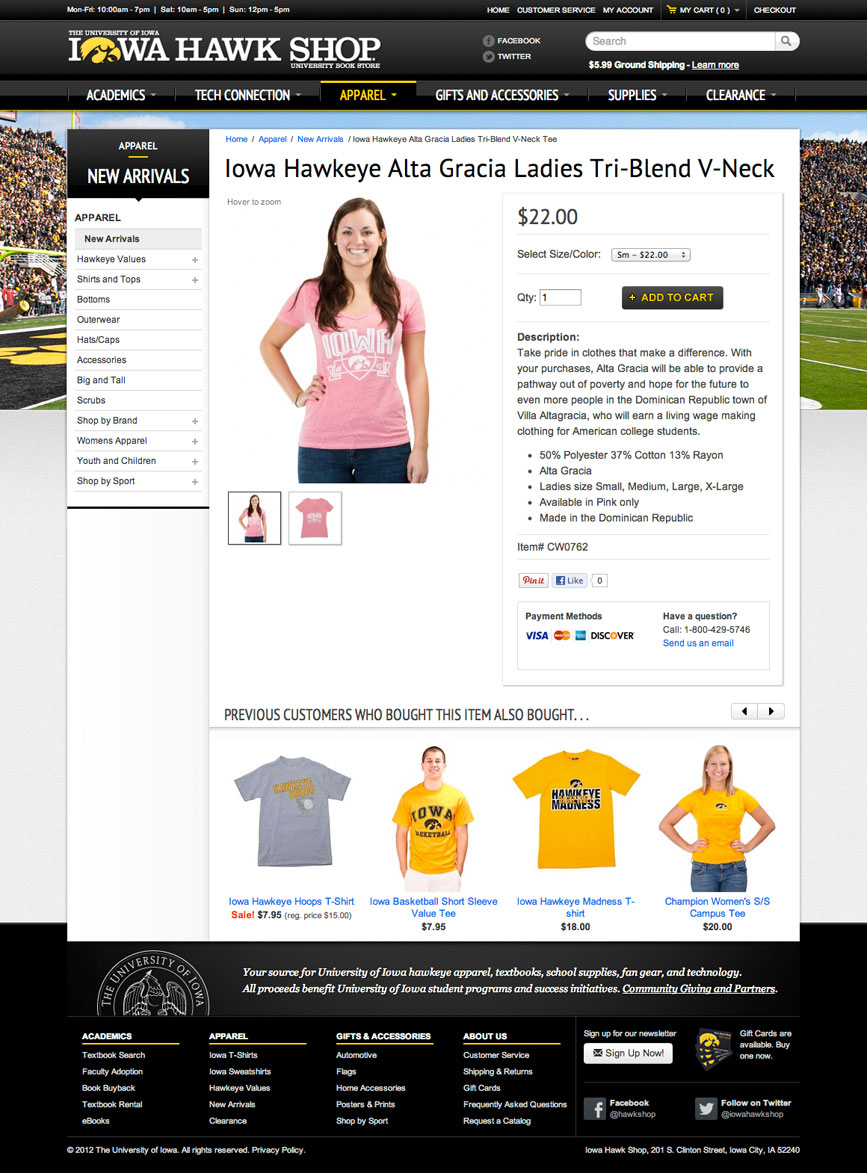 Mon-Fri: 10:00am - 7pm | Sat: 10am - 5pm | Sun: 12pm - 5pm
HOME CUSTOMER SERVICE MY ACCOUNT MY CART ( 0 ) CHECKOUT
THE UNIVERSITY OF IOWA
IOWA HAWK SHOP
UNIVERSITY BOOK STORE
FACEBOOK
TWITTER
Search
$5.99 Ground Shipping - Learn more
ACADEMICS TECH CONNECTION APPAREL GIFTS AND ACCESSORIES SUPPLIES CLEARANCE
APPAREL
NEW ARRIVALS
APPAREL
New Arrivals
Hawkeye Values +
Shirts and Tops +
Bottoms
Outerwear
Hats/Caps
Accessories
Big and Tall
Scrubs
Shop by Brand +
Womens Apparel +
Youth and Children +
Shop by Sport +
Home / Apparel / New Arrivals / Iowa Hawkeye Alta Gracia Ladies Tri-Blend V-Neck Tee
Iowa Hawkeye Alta Gracia Ladies Tri-Blend V-Neck
Hover to zoom
IOWA
$22.00
Select Size/Color: Sm - $22.00
Qty: 1 + ADD TO CART
Description:
Take pride in clothes that make a difference. With
your purchases, Alta Gracia will be able to provide a
pathway out of poverty and hope for the future to
even more people in the Dominican Republic town of
Villa Altagracia, who will earn a living wage making
clothing for American college students.
• 50% Polyester 37% Cotton 13% Rayon
• Alta Gracia
• Ladies size Small, Medium, Large, X-Large
• Available in Pink only
• Made in the Dominican Republic
Item# CW0762
Pin it Like 0
Payment Methods
VISA DISCOVER
Have a question?
Call: 1-800-429-5746
Send us an email
PREVIOUS CUSTOMERS WHO BOUGHT THIS ITEM ALSO BOUGHT. . .
IOWA
BASKETBALL
HAWKEYE
MADNESS
Iowa Hawkeye Hoops T-Shirt
Sale! $7.95 (reg. price $15.00)
Iowa Basketball Short Sleeve
Value Tee
$7.95
Iowa Hawkeye Madness T-
shirt
$18.00
Champion Women's S/S
Campus Tee
$20.00
THE UNIVERSITY OF IOWA
Your source for University of Iowa hawkeye apparel, textbooks, school supplies, fan gear, and technology.
All proceeds benefit University of Iowa student programs and success initiatives. Community Giving and Partners.
ACADEMICS
Textbook Search
Faculty Adoption
Book Buyback
Textbook Rental
eBooks
APPAREL
Iowa T-Shirts
Iowa Sweatshirts
Hawkeye Values
New Arrivals
Clearance
GIFTS & ACCESSORIES
Automotive
Flags
Home Accessories
Posters & Prints
Shop by Sport
ABOUT US
Customer Service
Shipping & Returns
Gift Cards
Frequently Asked Questions
Request a Catalog
Sign up for our newsletter
Sign Up Now!
Gift Cards are
available. Buy
one now.
Facebook
@hawkshop
Follow on Twitter
@iowahawkshop
© 2012 The University of Iowa. All rights reserved. Privacy Policy.
Iowa Hawk Shop, 201 S. Clinton Street, Iowa City, IA 52240